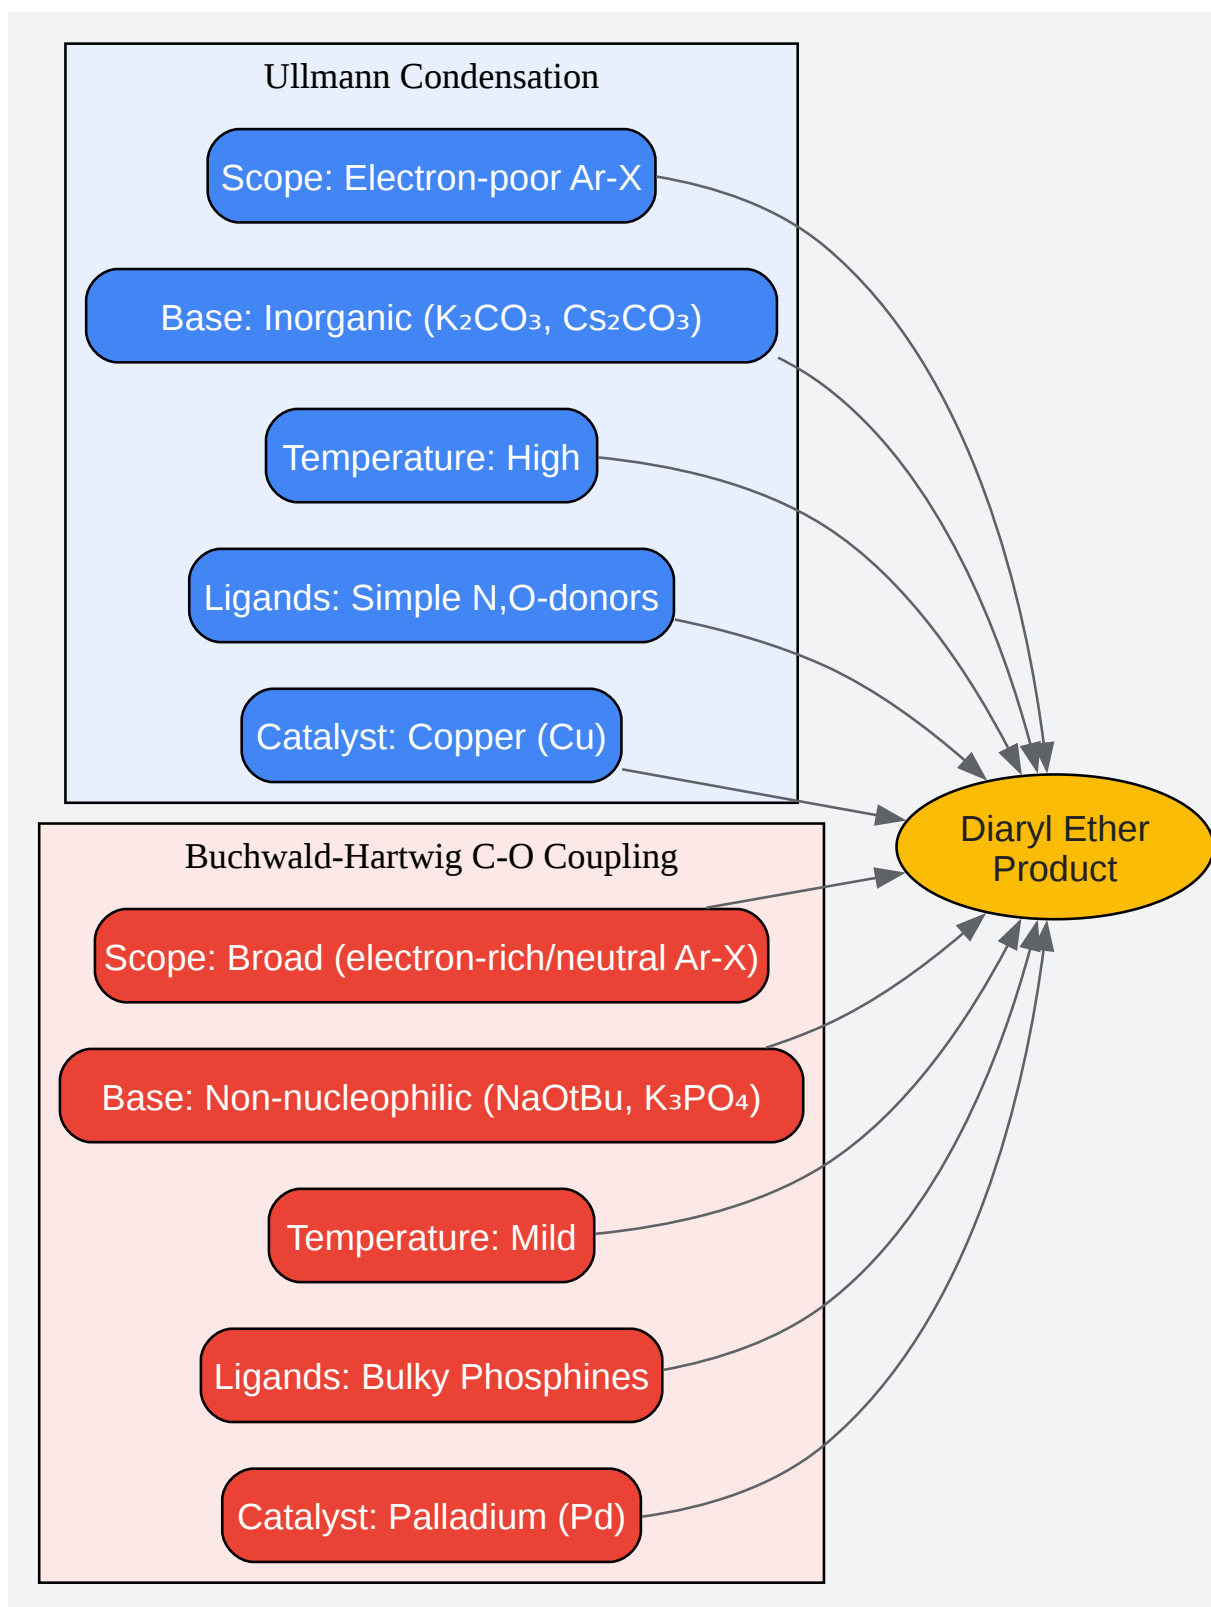 Ullmann Condensation
Scope: Electron-poor Ar-X
Base: Inorganic (K₂CO₃, Cs₂CO₃)
Temperature: High
Ligands: Simple N,O-donors
Catalyst: Copper (Cu)
Diaryl Ether
Product
Buchwald-Hartwig C-O Coupling
Scope: Broad (electron-rich/neutral Ar-X)
Base: Non-nucleophilic (NaOtBu, K₃PO₄)
Temperature: Mild
Ligands: Bulky Phosphines
Catalyst: Palladium (Pd)